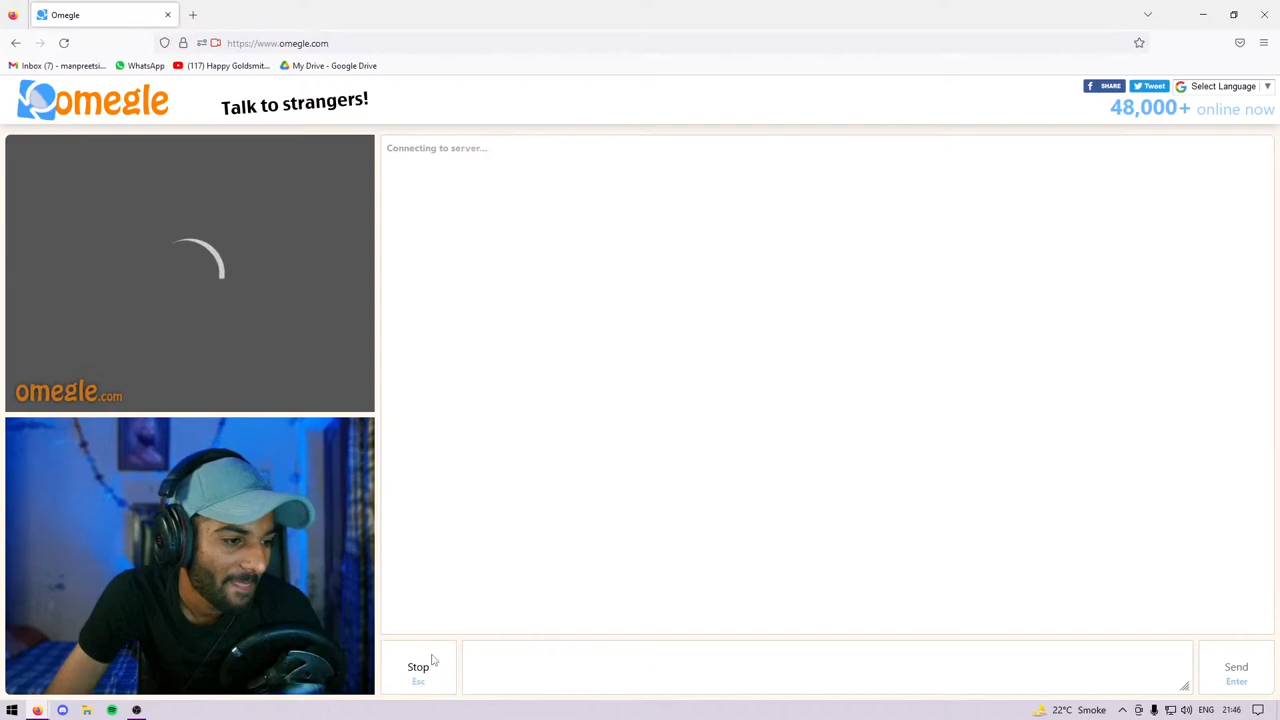 Omegle
https://www.omegle.com
Inbox (7) - manpreetsi...
WhatsApp
(117) Happy Goldsmit...
My Drive - Google Drive
omegle
Talk to strangers!
SHARE
Tweet
Select Language
48,000+ online now
Connecting to server...
omegle.com
Stop
Esc
Send
Enter
22°C Smoke
ENG
21:46